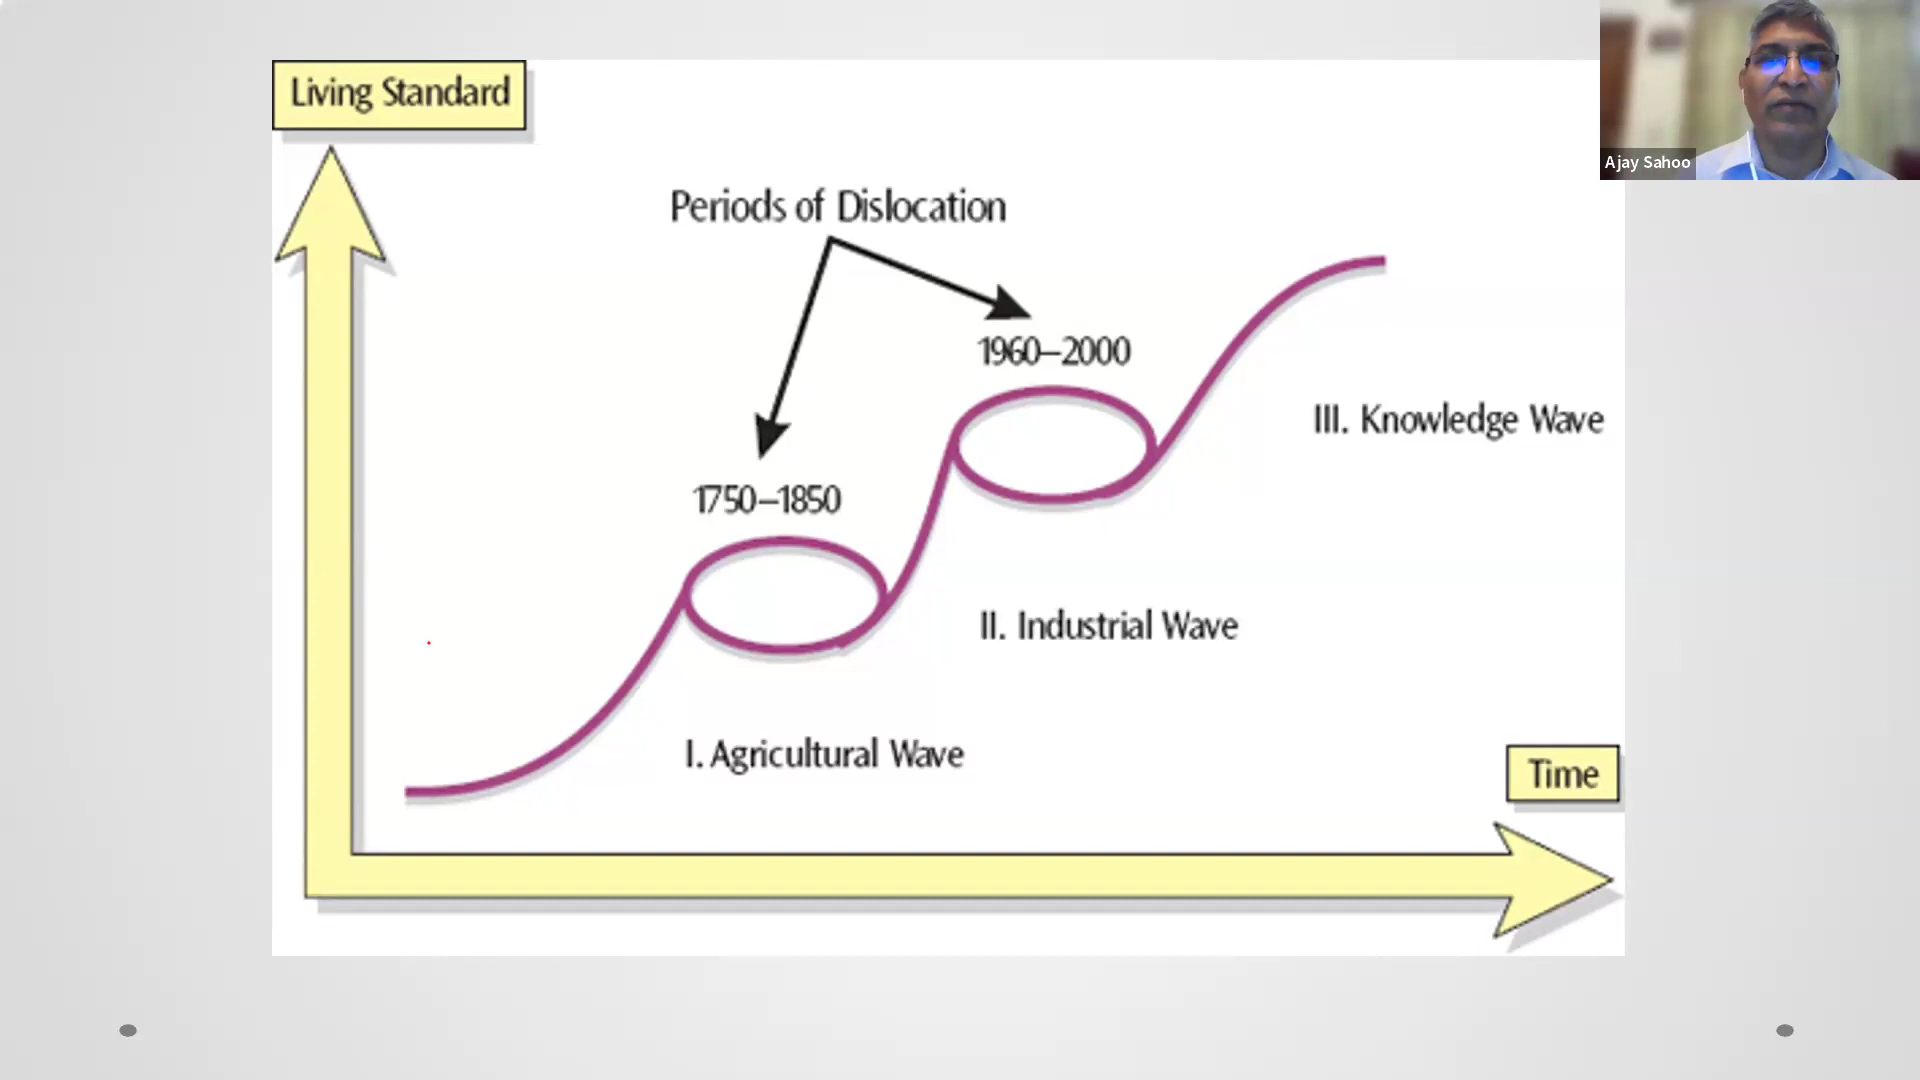 Living Standard
Ajay Sahoo
Periods of Dislocation
1960–2000
III. Knowledge Wave
1750–1850
II. Industrial Wave
I. Agricultural Wave
Time